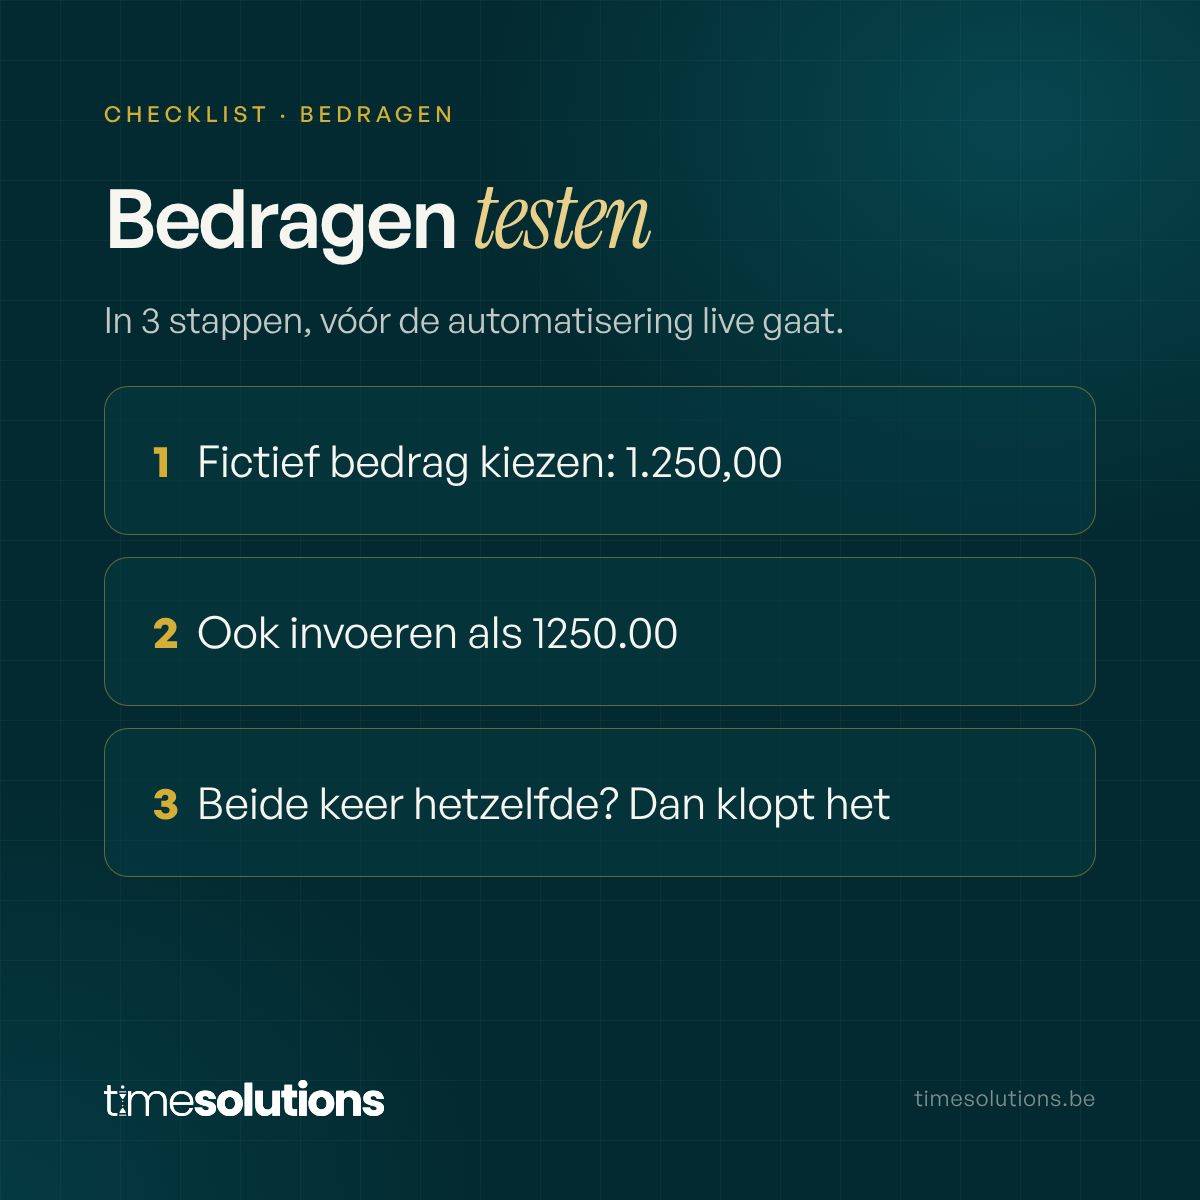 CHECKLIST · BEDRAGEN
Bedragen testen
In 3 stappen, vóór de automatisering live gaat.
1 Fictief bedrag kiezen: 1.250,00
2 Ook invoeren als 1250.00
3 Beide keer hetzelfde? Dan klopt het
timesolutions
timesolutions.be